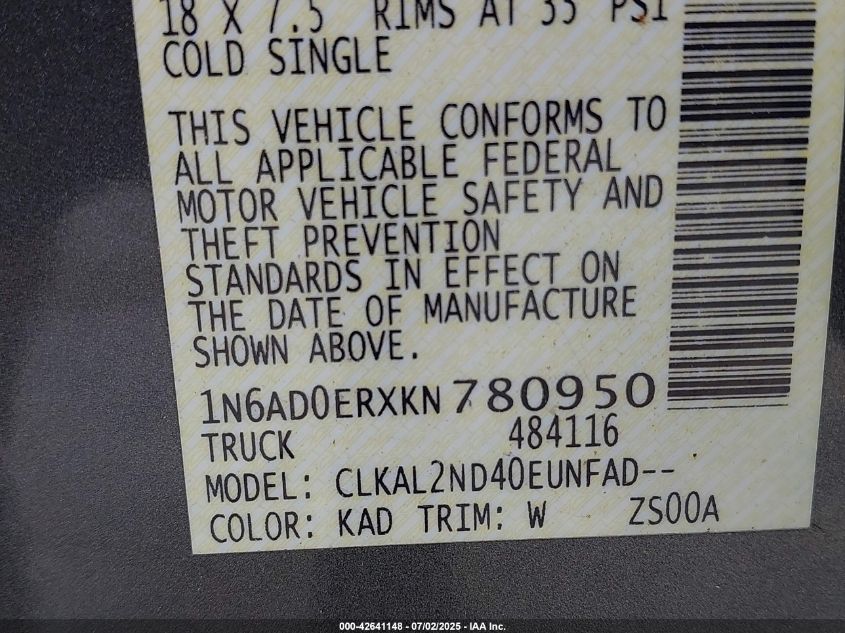 18 X 7.5 RIMS AT 35 PSI
COLD SINGLE
THIS VEHICLE CONFORMS TO
ALL APPLICABLE FEDERAL
MOTOR VEHICLE SAFETY AND
THEFT PREVENTION
STANDARDS IN EFFECT ON
THE DATE OF MANUFACTURE
SHOWN ABOVE.
1N6AD0ERXKN780950
TRUCK 484116
MODEL: CLKAL2ND40EUNFAD--
COLOR: KAD TRIM: W ZS00A
000-42641148 - 07/02/2025 - IAA Inc.